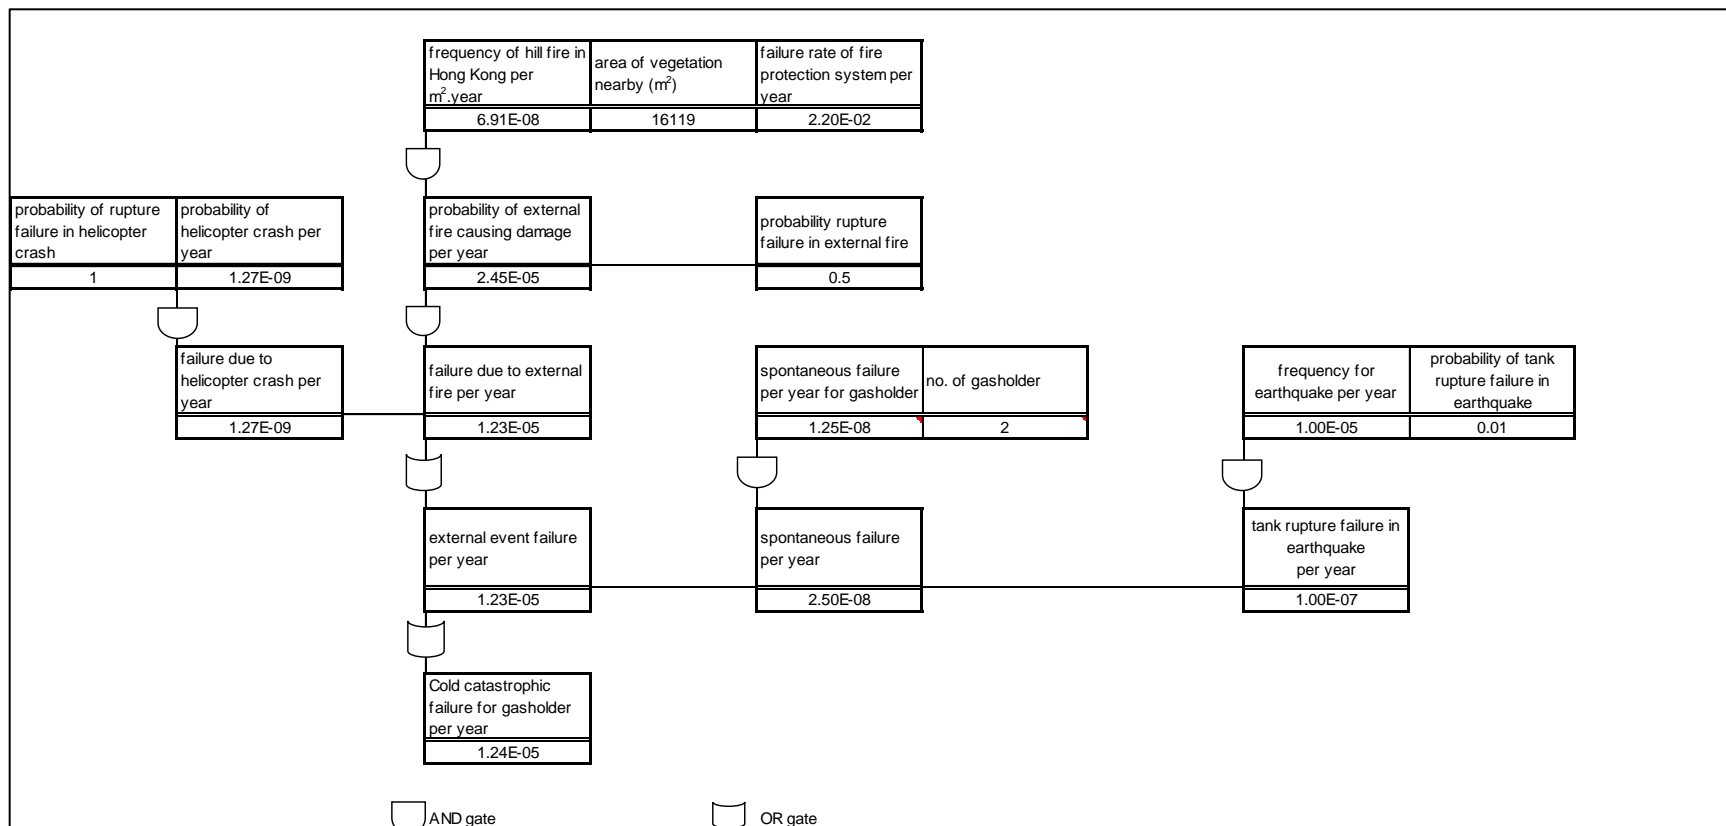 frequency of hill fire in
Hong Kong per
m².year
area of vegetation
nearby (m²)
failure rate of fire
protection system per
year
6.91E-08
16119
2.20E-02
probability of rupture
failure in helicopter
crash
probability of
helicopter crash per
year
probability of external
fire causing damage
per year
probability rupture
failure in external fire
1
1.27E-09
2.45E-05
0.5
failure due to
helicopter crash per
year
failure due to external
fire per year
spontaneous failure
per year for gasholder
no. of gasholder
frequency for
earthquake per year
probability of tank
rupture failure in
earthquake
1.27E-09
1.23E-05
1.25E-08
2
1.00E-05
0.01
external event failure
per year
spontaneous failure
per year
tank rupture failure in
earthquake
per year
1.23E-05
2.50E-08
1.00E-07
Cold catastrophic
failure for gasholder
per year
1.24E-05
AND gate
OR gate